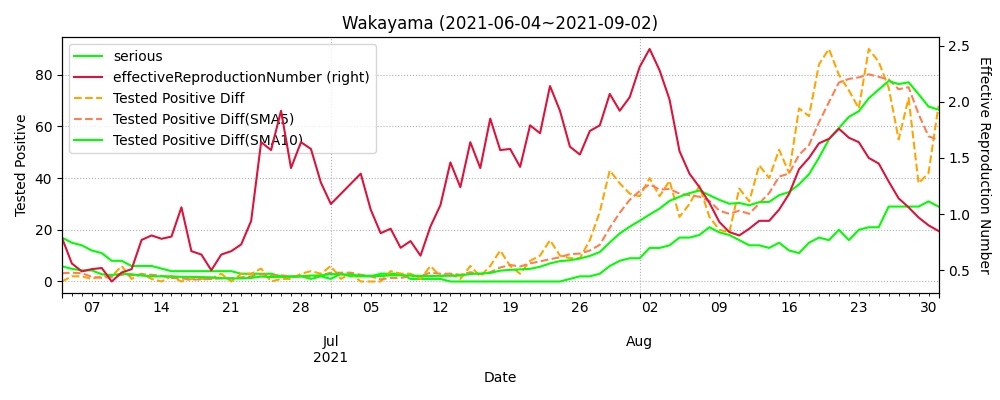 Wakayama (2021-06-04~2021-09-02)
serious
effectiveReproductionNumber (right)
Tested Positive Diff
Tested Positive Diff(SMA5)
Tested Positive Diff(SMA10)
Tested Positive
80
60
40
20
0
2.5
2.0
1.5
1.0
0.5
Effective Reproduction Number
07 14 21 28 05 12 19 26 02 09 16 23 30
Jul Aug
2021
Date